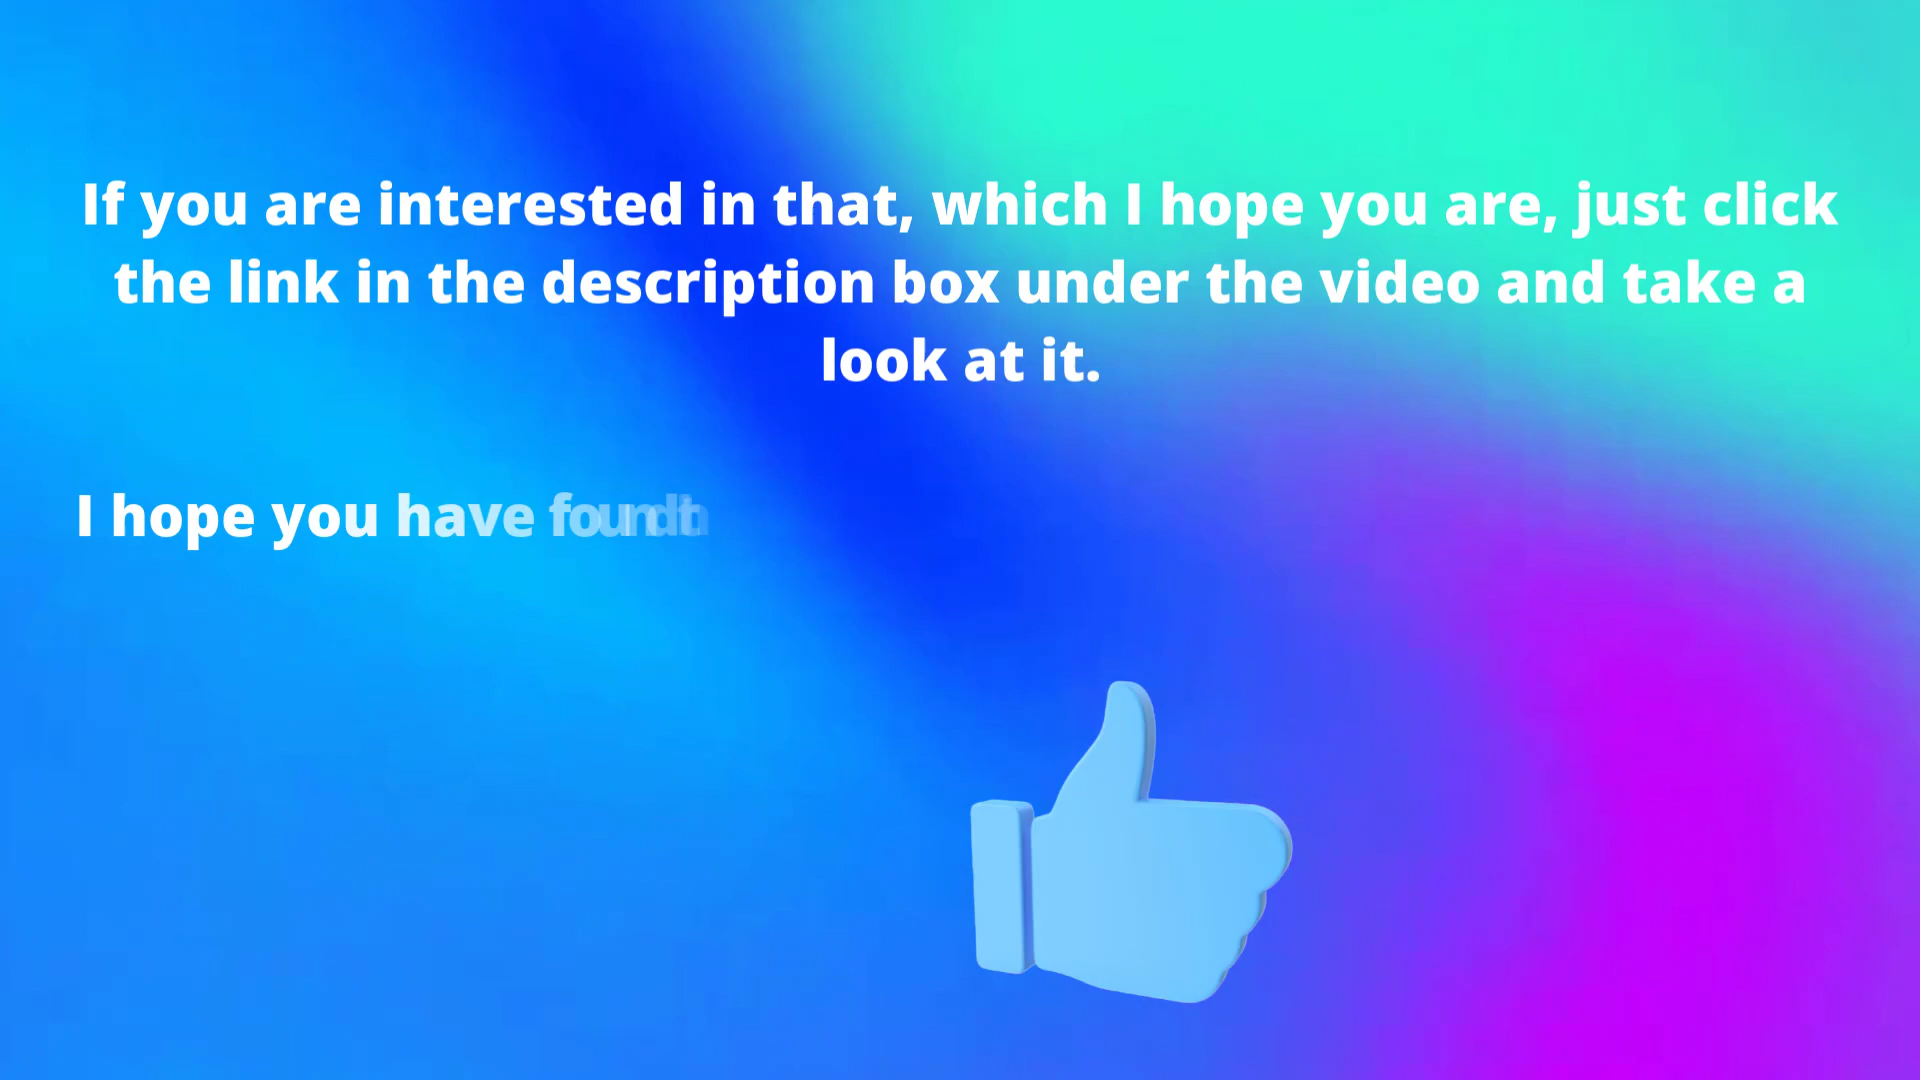 If you are interested in that, which I hope you are, just click
the link in the description box under the video and take a
look at it.
I hope you have found